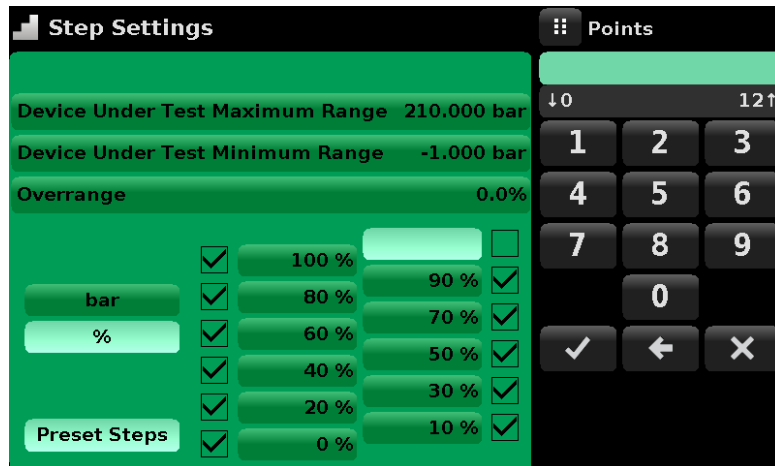 Step Settings
Points
Device Under Test Maximum Range 210.000 bar
Device Under Test Minimum Range -1.000 bar
Overrange 0.0%
bar
%
Preset Steps
100 %
80 %
60 %
40 %
20 %
0 %
90 %
70 %
50 %
30 %
10 %
↓0 12↑
1 2 3
4 5 6
7 8 9
0